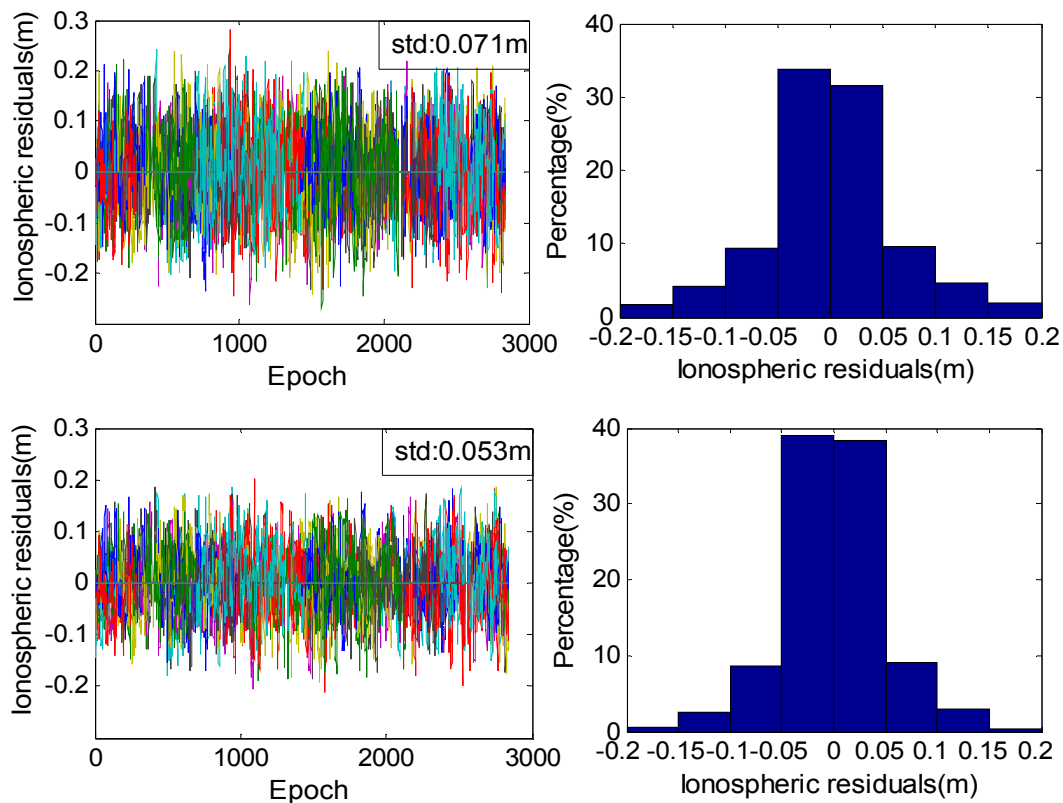 0.3
0.2
0.1
0
-0.1
-0.2
Ionospheric residuals(m)
std:0.071m
0
1000
2000
3000
Epoch
40
30
20
10
0
Percentage(%)
-0.2-0.15-0.1-0.05 0 0.05 0.1 0.15 0.2
Ionospheric residuals(m)
0.3
0.2
0.1
0
-0.1
-0.2
Ionospheric residuals(m)
std:0.053m
0
1000
2000
3000
Epoch
40
30
20
10
0
Percentage(%)
-0.2-0.15-0.1-0.05 0 0.05 0.1 0.15 0.2
Ionospheric residuals(m)